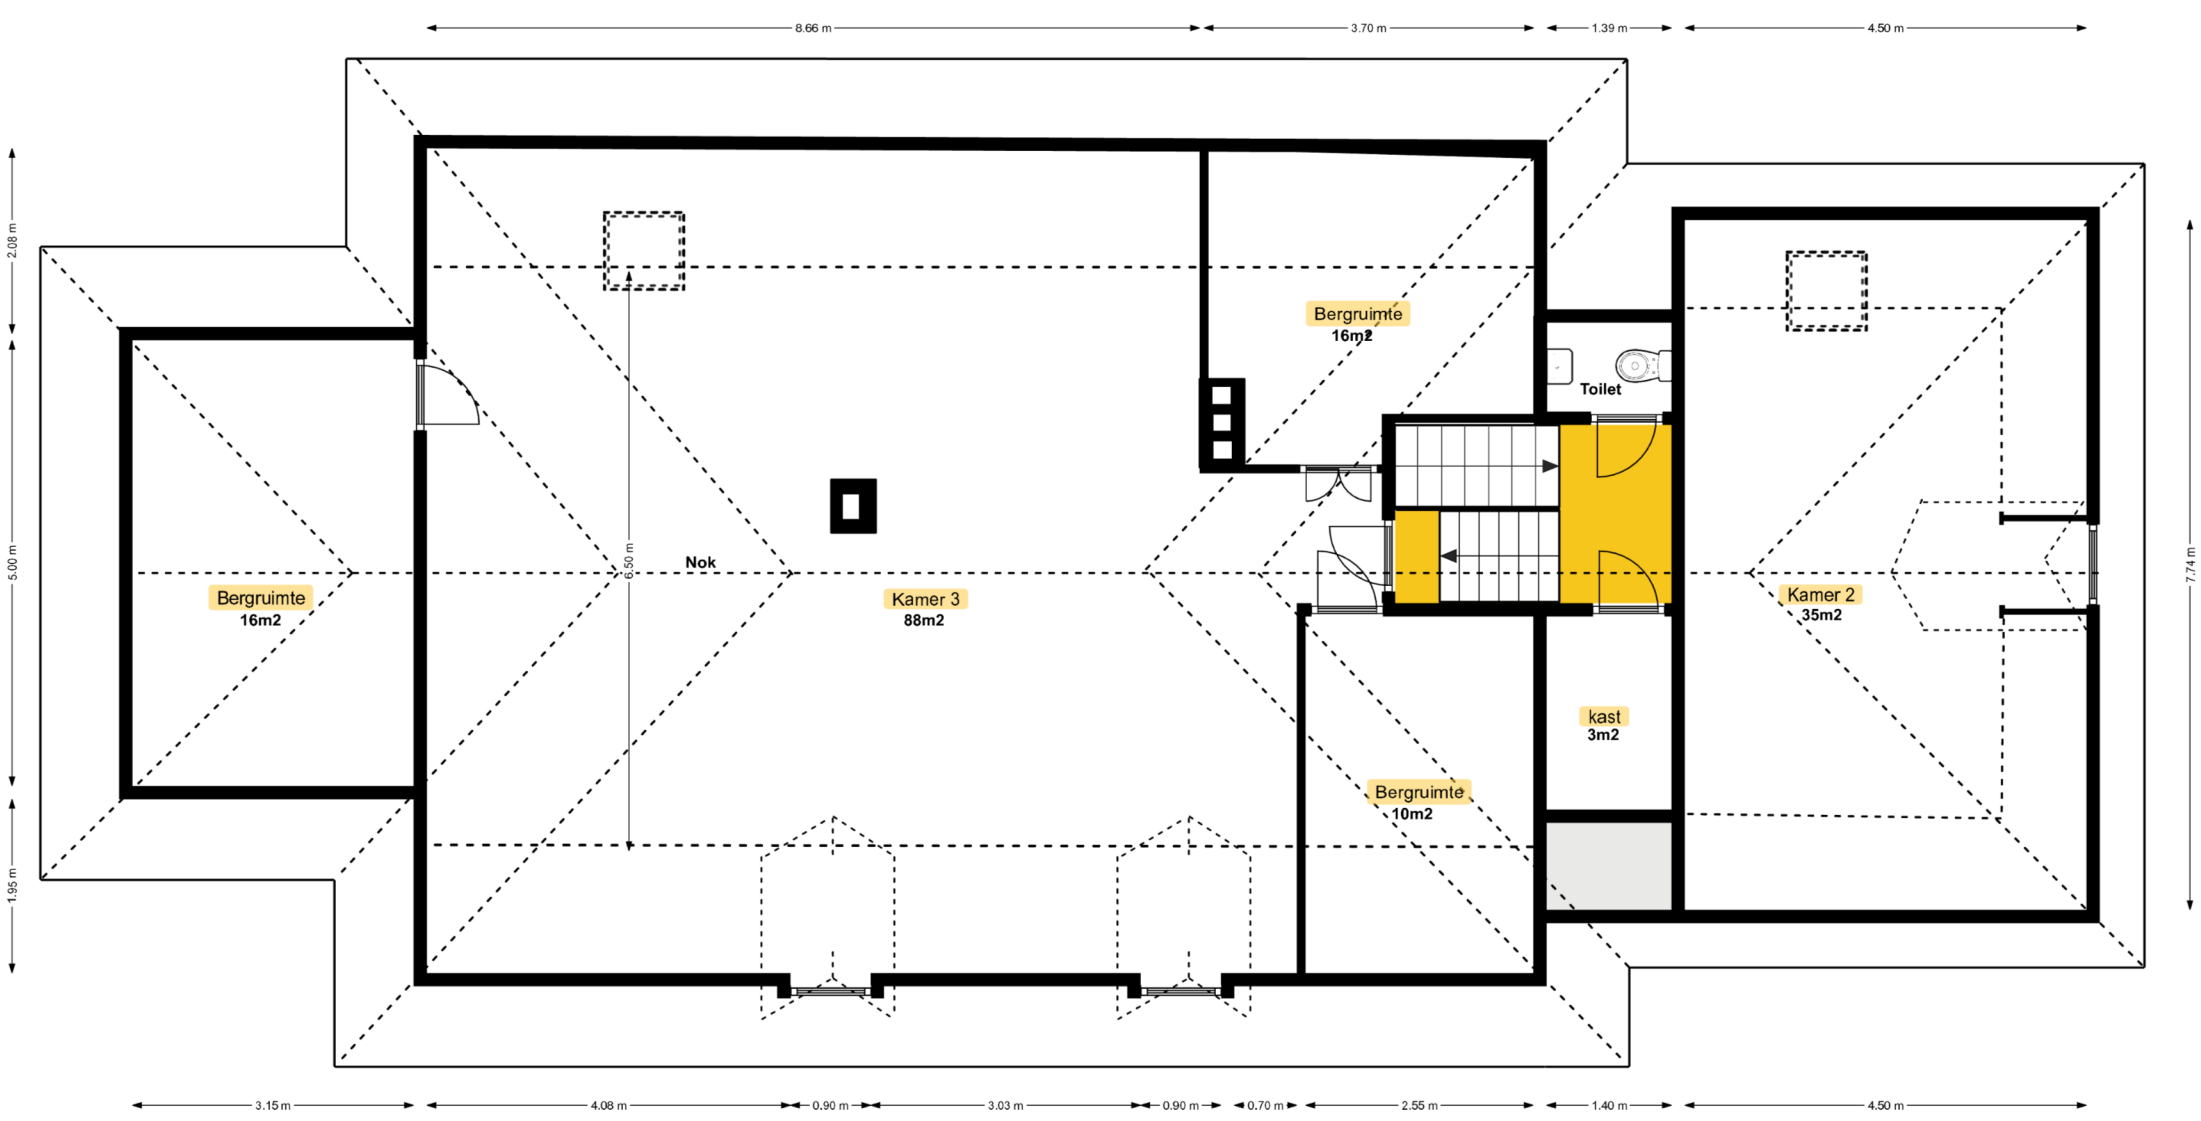 8.66 m
3.70 m
1.39 m
4.50 m
2.08 m
5.00 m
1.95 m
7.74 m
6.50 m
Bergruimte
16m2
Toilet
Nok
Bergruimte
16m2
Kamer 3
88m2
Kamer 2
35m2
kast
3m2
Bergruimte
10m2
3.15 m
4.08 m
0.90 m
3.03 m
0.90 m
0.70 m
2.55 m
1.40 m
4.50 m